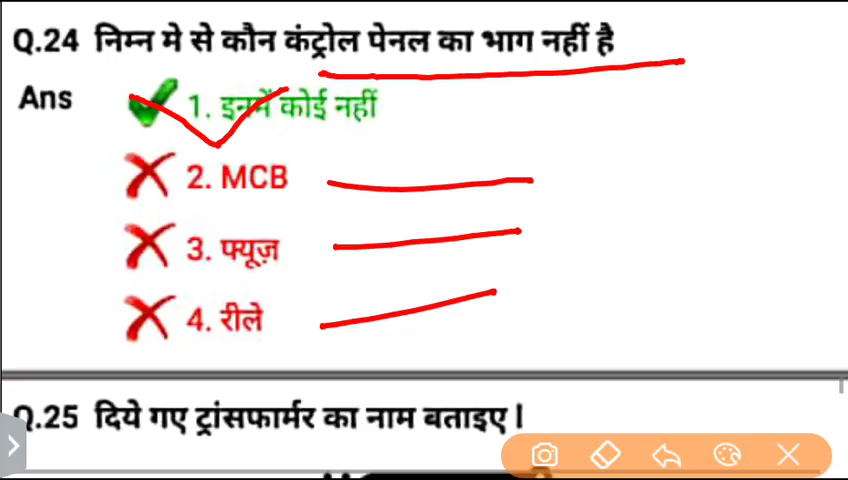 Q.24 निम्न मे से कौन कंट्रोल पेनल का भाग नहीं है
Ans 1. इनमें कोई नहीं
2. MCB
3. फ्यूज़
4. रीले
Q.25 दिये गए ट्रांसफार्मर का नाम बताइए।